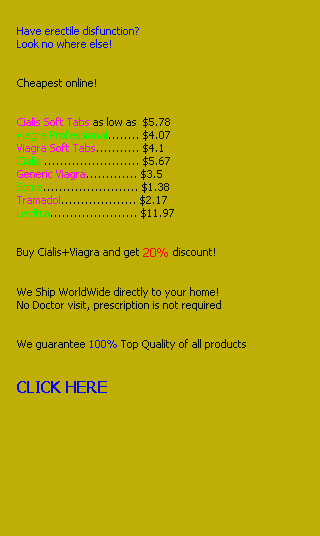 Have erectile disfunction?
Look no where else!
Cheapest online!
Cialis Soft Tabs as low as $5.78
Viagra Professional........ $4.07
Viagra Soft Tabs........... $4.1
Cialis ........................ $5.67
Generic Viagra............. $3.5
Soma........................ $1.38
Tramadol................... $2.17
Levitra...................... $11.97
Buy Cialis+Viagra and get 20% discount!
We Ship WorldWide directly to your home!
No Doctor visit, prescription is not required
We guarantee 100% Top Quality of all products
CLICK HERE